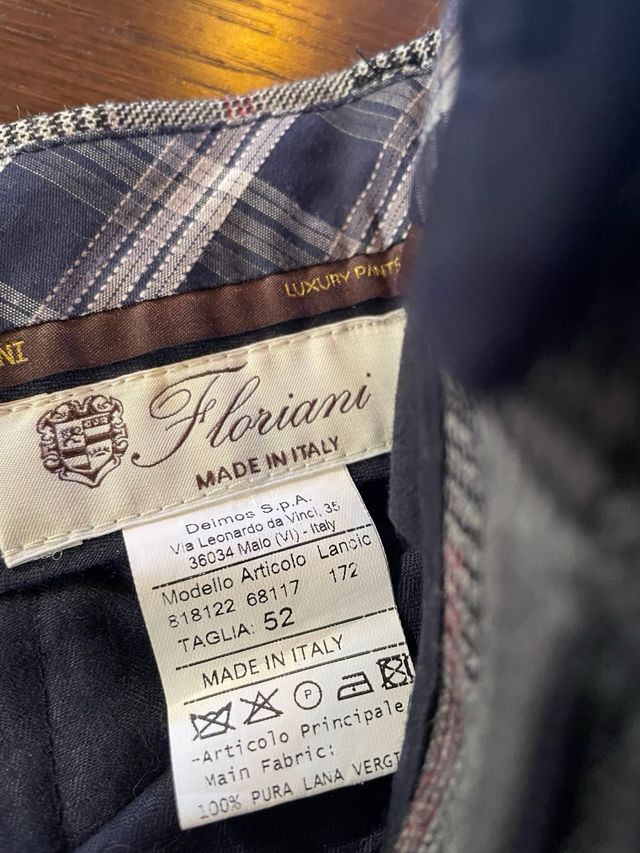 LUXURY PANTS
NI
Floriani
MADE IN ITALY
Delmos S.p.A.
Via Leonardo da Vinci, 35
36034 Malo (VI) - Italy
Modello Articolo Lancio
818122 68117 172
TAGLIA: 52
MADE IN ITALY
P
-Articolo Principale/
Main Fabric:
100% PURA LANA VERGI